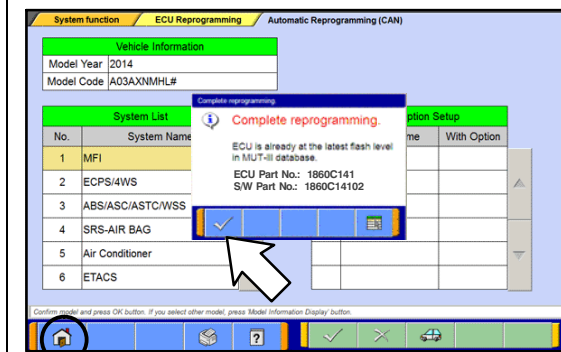 System function ECU Reprogramming Automatic Reprogramming (CAN)
Vehicle Information
Model Year 2014
Model Code A03AXNMHL#
System List ption Setup
No. System Name me With Option
1 MFI
2 ECPS/4WS
3 ABS/ASC/ASTC/WSS
4 SRS-AIR BAG
5 Air Conditioner
6 ETACS
Complete reprogramming.
Complete reprogramming.
ECU is already at the latest flash level
in MUT-III database.
ECU Part No.: 1860C141
S/W Part No.: 1860C14102
Confirm model and press OK button. If you select other model, press 'Model Information Display' button.
?